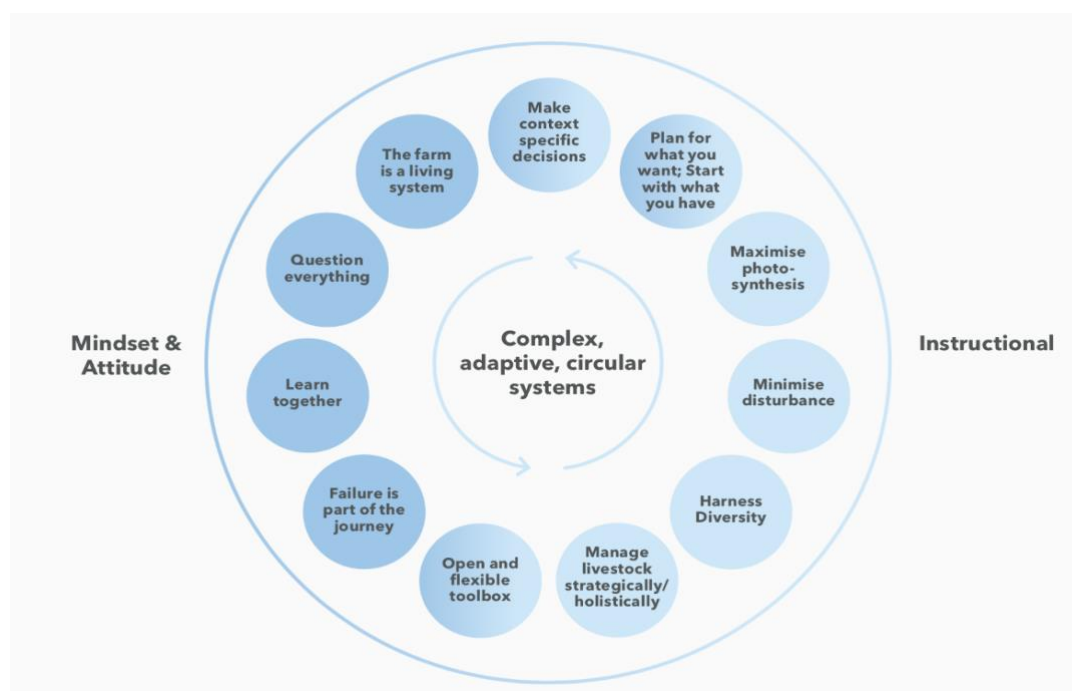 Make
context
specific
decisions
Plan for
what you
want; Start
with what
you have
Maximise
photo-
synthesis
Minimise
disturbance
Harness
Diversity
Manage
livestock
strategically/
holistically
Open and
flexible
toolbox
Failure is
part of the
journey
Learn
together
Question
everything
The farm
is a living
system
Complex,
adaptive, circular
systems
Mindset &
Attitude
Instructional